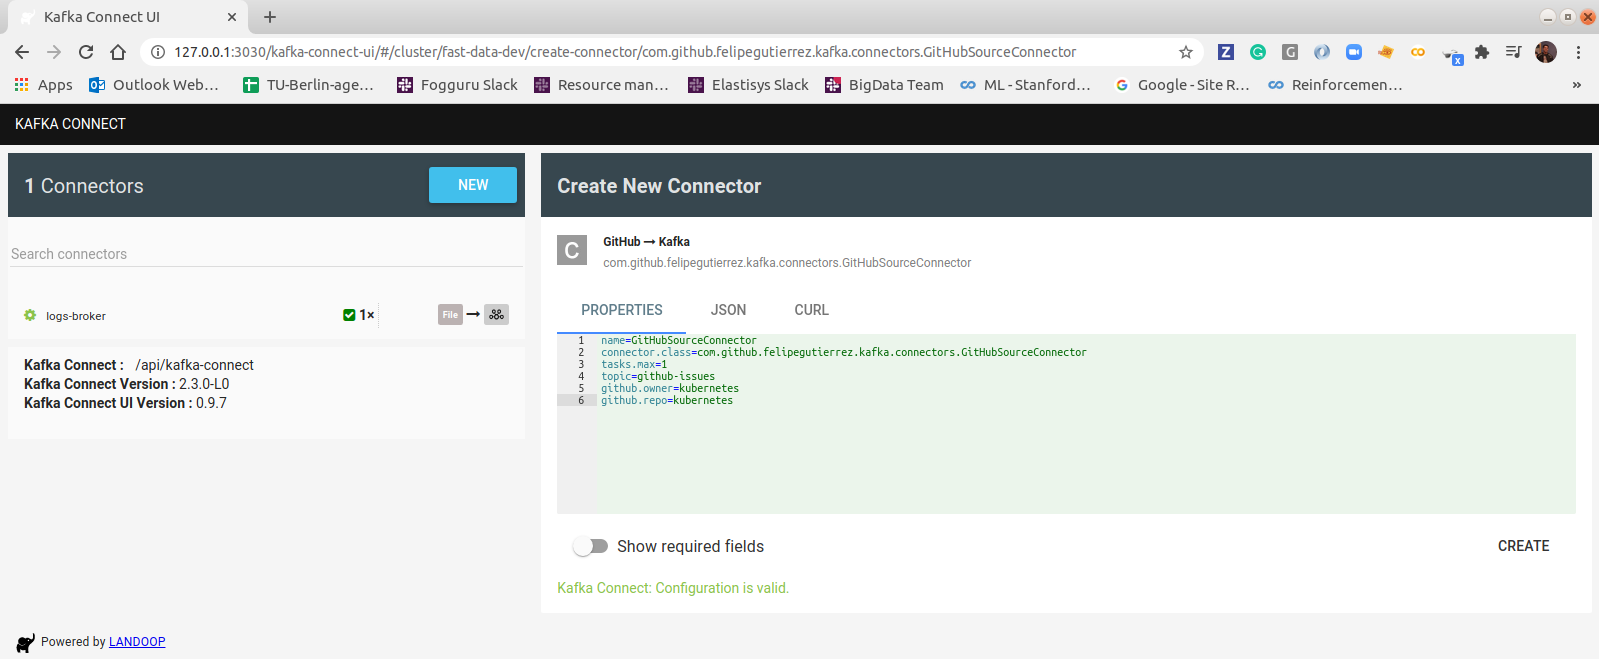 Kafka Connect UI
127.0.0.1:3030/kafka-connect-ui/#/cluster/fast-data-dev/create-connector/com.github.felipegutierrez.kafka.connectors.GitHubSourceConnector
Apps Outlook Web... TU-Berlin-age... Fogguru Slack Resource man... Elastisys Slack BigData Team ML - Stanford... Google - Site R... Reinforcemen... »
KAFKA CONNECT
1 Connectors
NEW
Search connectors
logs-broker 1× File
Kafka Connect : /api/kafka-connect
Kafka Connect Version : 2.3.0-L0
Kafka Connect UI Version : 0.9.7
Create New Connector
C
GitHub → Kafka
com.github.felipegutierrez.kafka.connectors.GitHubSourceConnector
PROPERTIES JSON CURL
1 name=GitHubSourceConnector
2 connector.class=com.github.felipegutierrez.kafka.connectors.GitHubSourceConnector
3 tasks.max=1
4 topic=github-issues
5 github.owner=kubernetes
6 github.repo=kubernetes
Show required fields
CREATE
Kafka Connect: Configuration is valid.
Powered by LANDOOP